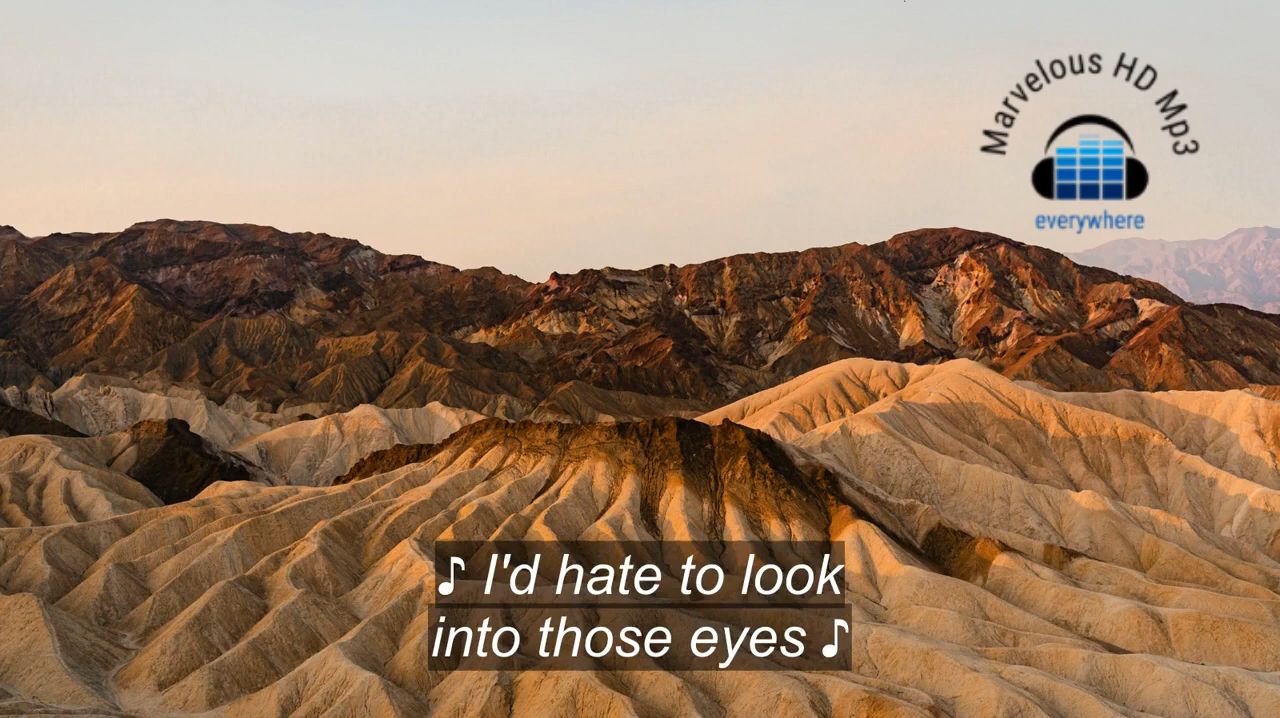 Marvelous HD Mp3
everywhere
♪ I'd hate to look
into those eyes ♪